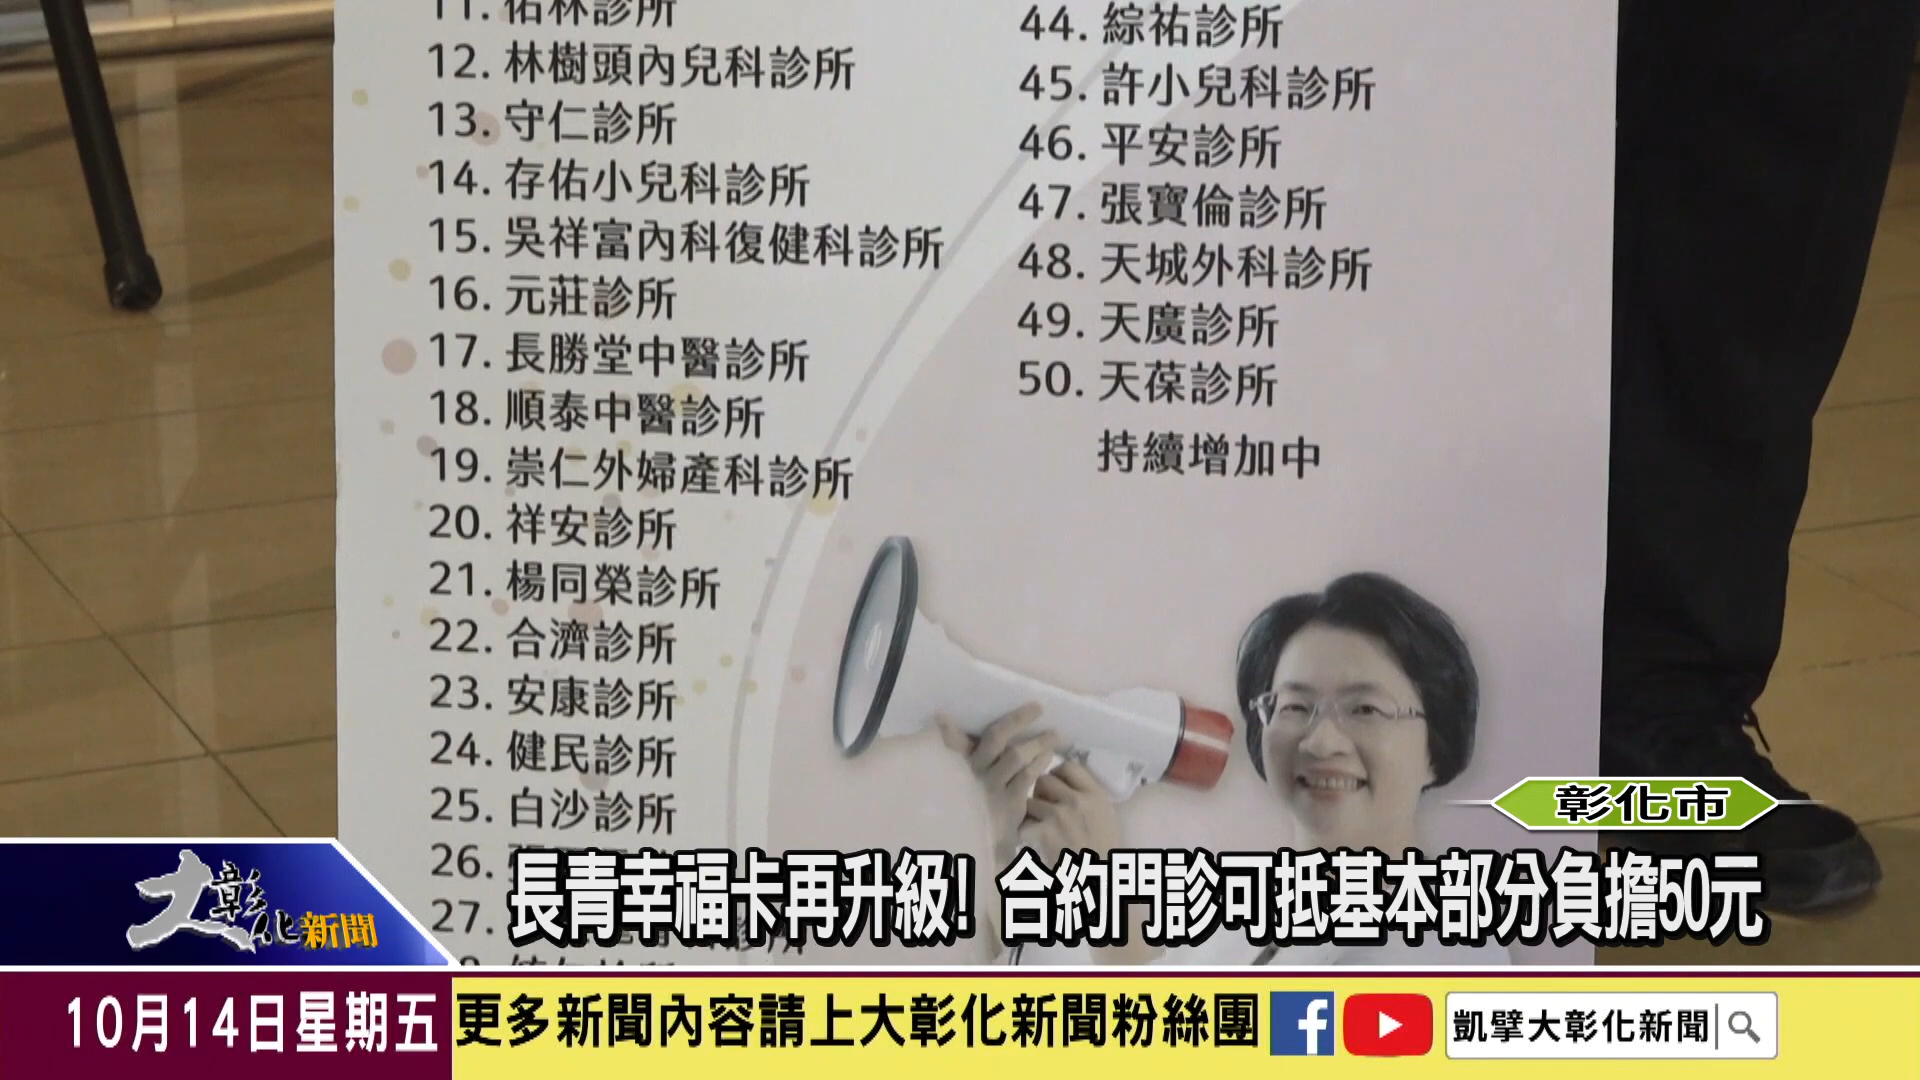 11. 佑林診所
12. 林樹頭內兒科診所
13. 守仁診所
14. 存佑小兒科診所
15. 吳祥富內科復健科診所
16. 元莊診所
17. 長勝堂中醫診所
18. 順泰中醫診所
19. 崇仁外婦產科診所
20. 祥安診所
21. 楊同榮診所
22. 合濟診所
23. 安康診所
24. 健民診所
25. 白沙診所
26.
27.
44. 綜祐診所
45. 許小兒科診所
46. 平安診所
47. 張寶倫診所
48. 天城外科診所
49. 天廣診所
50. 天葆診所
持續增加中
彰化市
大彰化新聞
長青幸福卡再升級! 合約門診可抵基本部分負擔50元
10月14日星期五
更多新聞內容請上大彰化新聞粉絲團
凱擘大彰化新聞